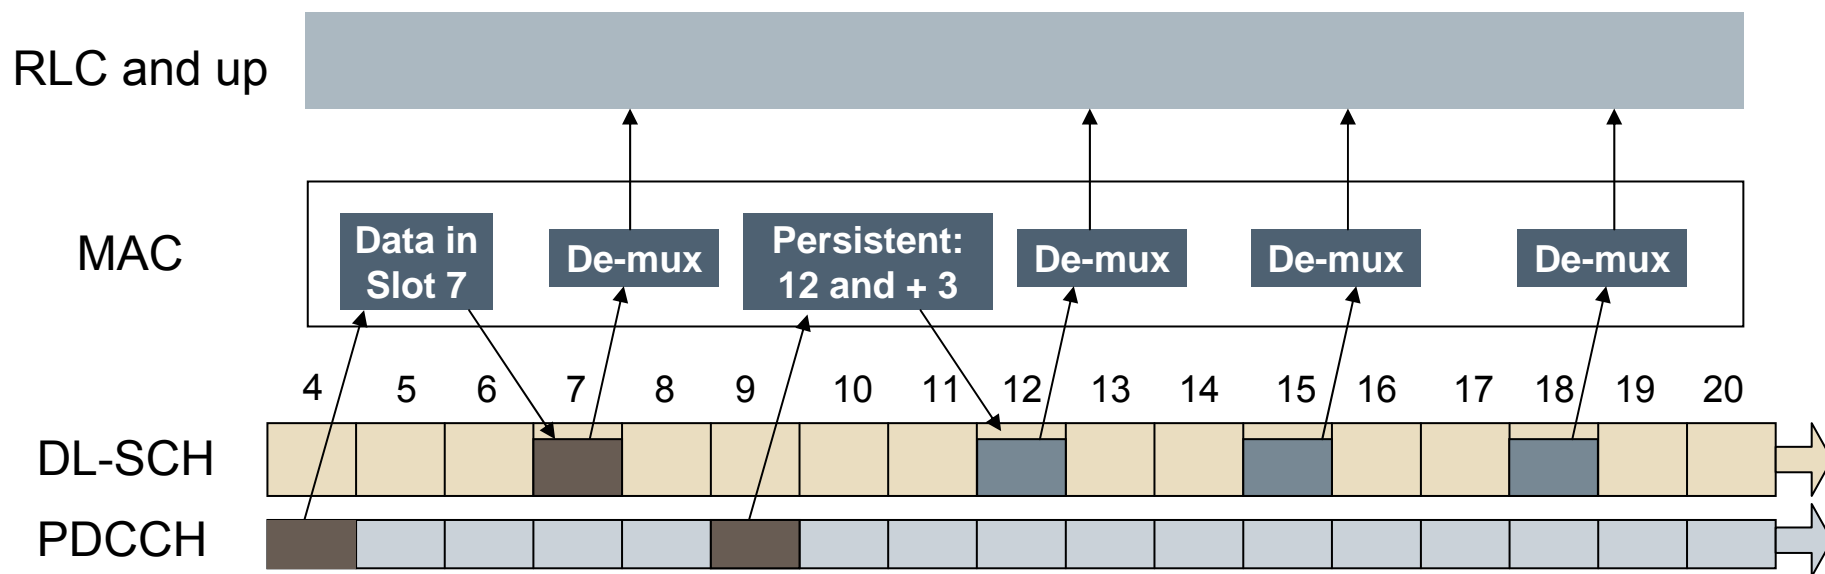 RLC and up
MAC
Data in
Slot 7
De-mux
Persistent:
12 and + 3
De-mux
De-mux
De-mux
4 5 6 7 8 9 10 11 12 13 14 15 16 17 18 19 20
DL-SCH
PDCCH